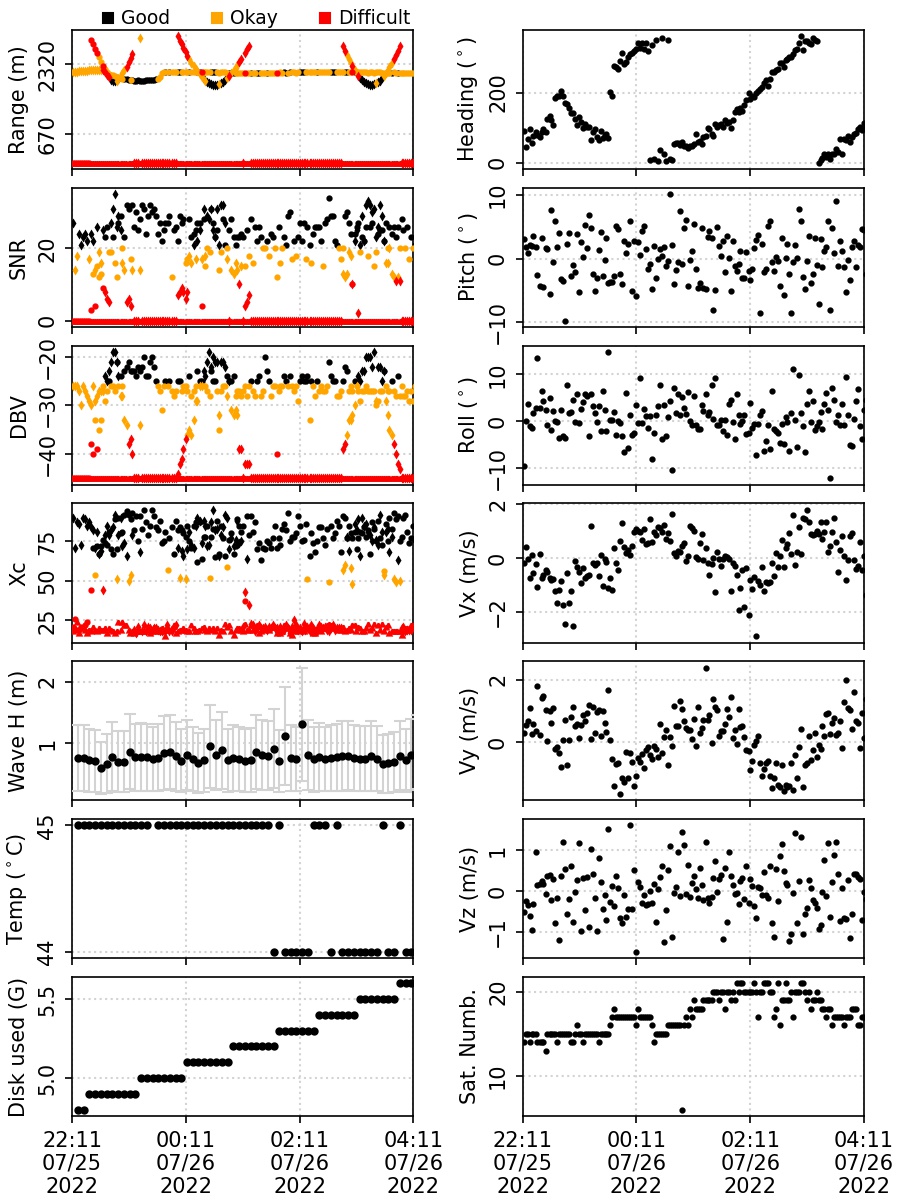 Good Okay Difficult
Range (m)
2332
670
Heading (°)
200
0
SNR
20
0
Pitch (°)
10
0
−10
DBV
−20
−30
−40
Roll (°)
10
0
−10
Xc
75
50
25
Vx (m/s)
2
0
−2
Wave H (m)
2
1
Vy (m/s)
2
0
Temp (°C)
45
44
Vz (m/s)
1
0
−1
Disk used (G)
5.5
5.0
Sat. Numb.
20
10
22:11 00:11 02:11 04:11
07/25 07/26 07/26 07/26
2022 2022 2022 2022
22:11 00:11 02:11 04:11
07/25 07/26 07/26 07/26
2022 2022 2022 2022